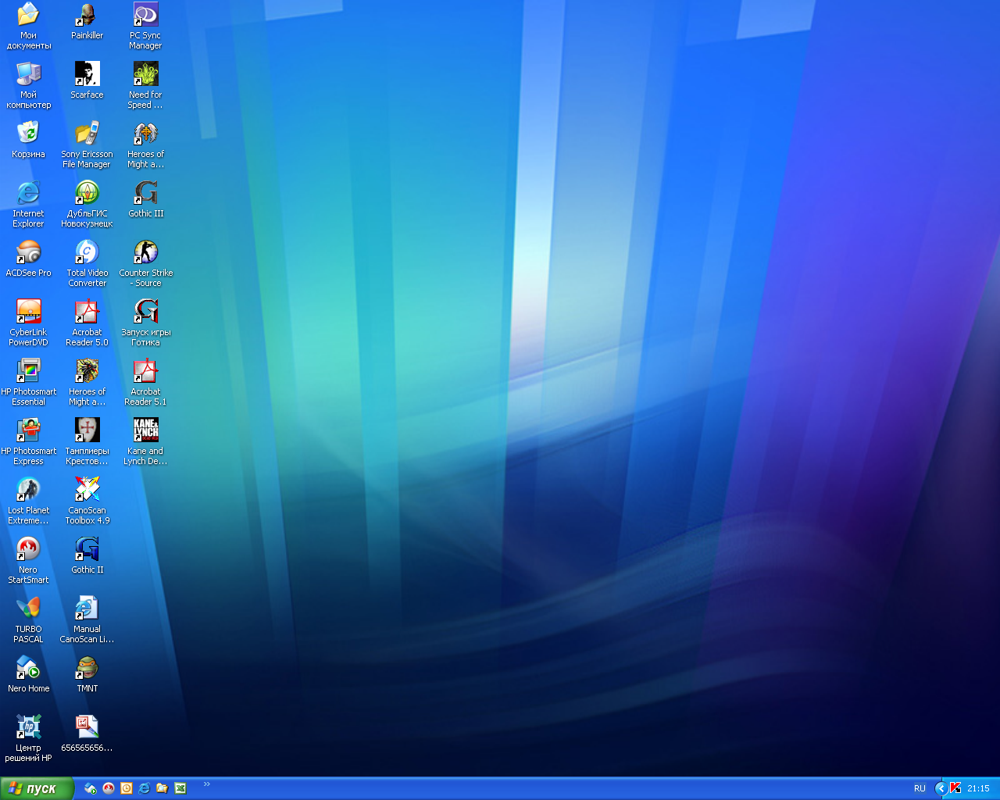 Мои
документы
Мой
компьютер
Корзина
Internet
Explorer
ACDSee Pro
CyberLink
PowerDVD
HP Photosmart
Essential
HP Photosmart
Express
Lost Planet
Extreme...
Nero
StartSmart
TURBO
PASCAL
Nero Home
hp
Центр
решений HP
Painkiller
Scarface
Sony Ericsson
File Manager
ДубльГИС
Новокузнецк
Total Video
Converter
Acrobat
Reader 5.0
Heroes of
Might a...
Тамплиеры
Крестов...
CanoScan
Toolbox 4.9
Gothic II
Manual
CanoScan Li...
TMNT
656565656...
PC Sync
Manager
Need for
Speed ...
Heroes of
Might a...
Gothic III
Counter Strike
- Source
Запуск игры
Готика
Acrobat
Reader 5.1
KANE&
LYNCH
Kane and
Lynch De...
пуск
RU
21:15